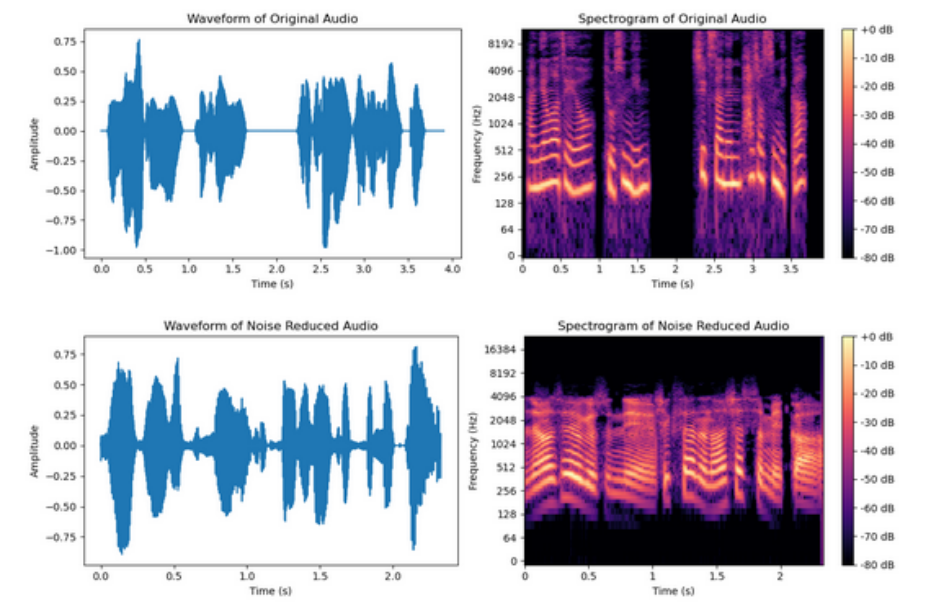 Waveform of Original Audio
Amplitude
0.75
0.50
0.25
0.00
−0.25
−0.50
−0.75
−1.00
0.0 0.5 1.0 1.5 2.0 2.5 3.0 3.5 4.0
Time (s)
Spectrogram of Original Audio
Frequency (Hz)
8192
4096
2048
1024
512
256
128
64
0
0 0.5 1 1.5 2 2.5 3 3.5
Time (s)
+0 dB
-10 dB
-20 dB
-30 dB
-40 dB
-50 dB
-60 dB
-70 dB
-80 dB
Waveform of Noise Reduced Audio
Amplitude
0.75
0.50
0.25
0.00
−0.25
−0.50
−0.75
0.0 0.5 1.0 1.5 2.0
Time (s)
Spectrogram of Noise Reduced Audio
Frequency (Hz)
16384
8192
4096
2048
1024
512
256
128
64
0
0 0.5 1 1.5 2
Time (s)
+0 dB
-10 dB
-20 dB
-30 dB
-40 dB
-50 dB
-60 dB
-70 dB
-80 dB